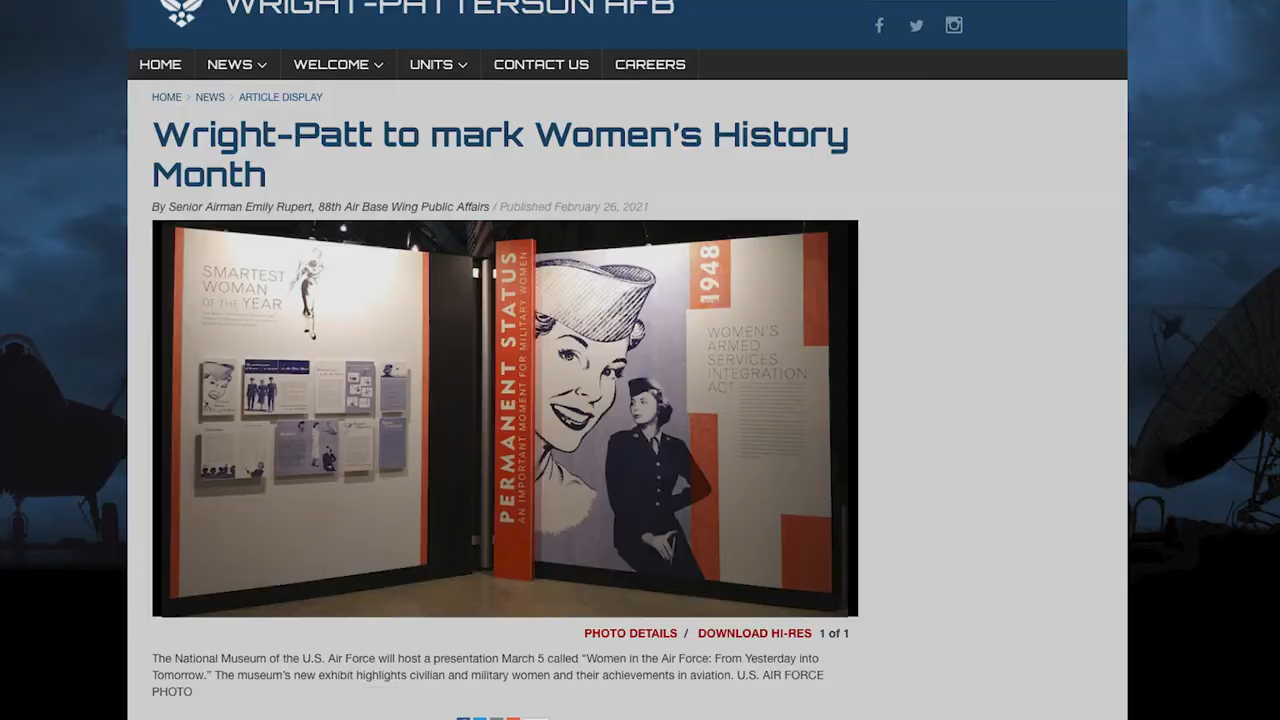 WRIGHT-PATTERSON AFB
HOME NEWS WELCOME UNITS CONTACT US CAREERS
HOME > NEWS > ARTICLE DISPLAY
Wright-Patt to mark Women's History
Month
By Senior Airman Emily Rupert, 88th Air Base Wing Public Affairs / Published February 26, 2021
SMARTEST
WOMAN
OF THE YEAR
PERMANENT STATUS
AN IMPORTANT MOMENT FOR MILITARY WOMEN
1948
WOMEN'S
ARMED
SERVICES
INTEGRATION
ACT
PHOTO DETAILS / DOWNLOAD HI-RES 1 of 1
The National Museum of the U.S. Air Force will host a presentation March 5 called “Women in the Air Force: From Yesterday into
Tomorrow.” The museum's new exhibit highlights civilian and military women and their achievements in aviation. U.S. AIR FORCE
PHOTO